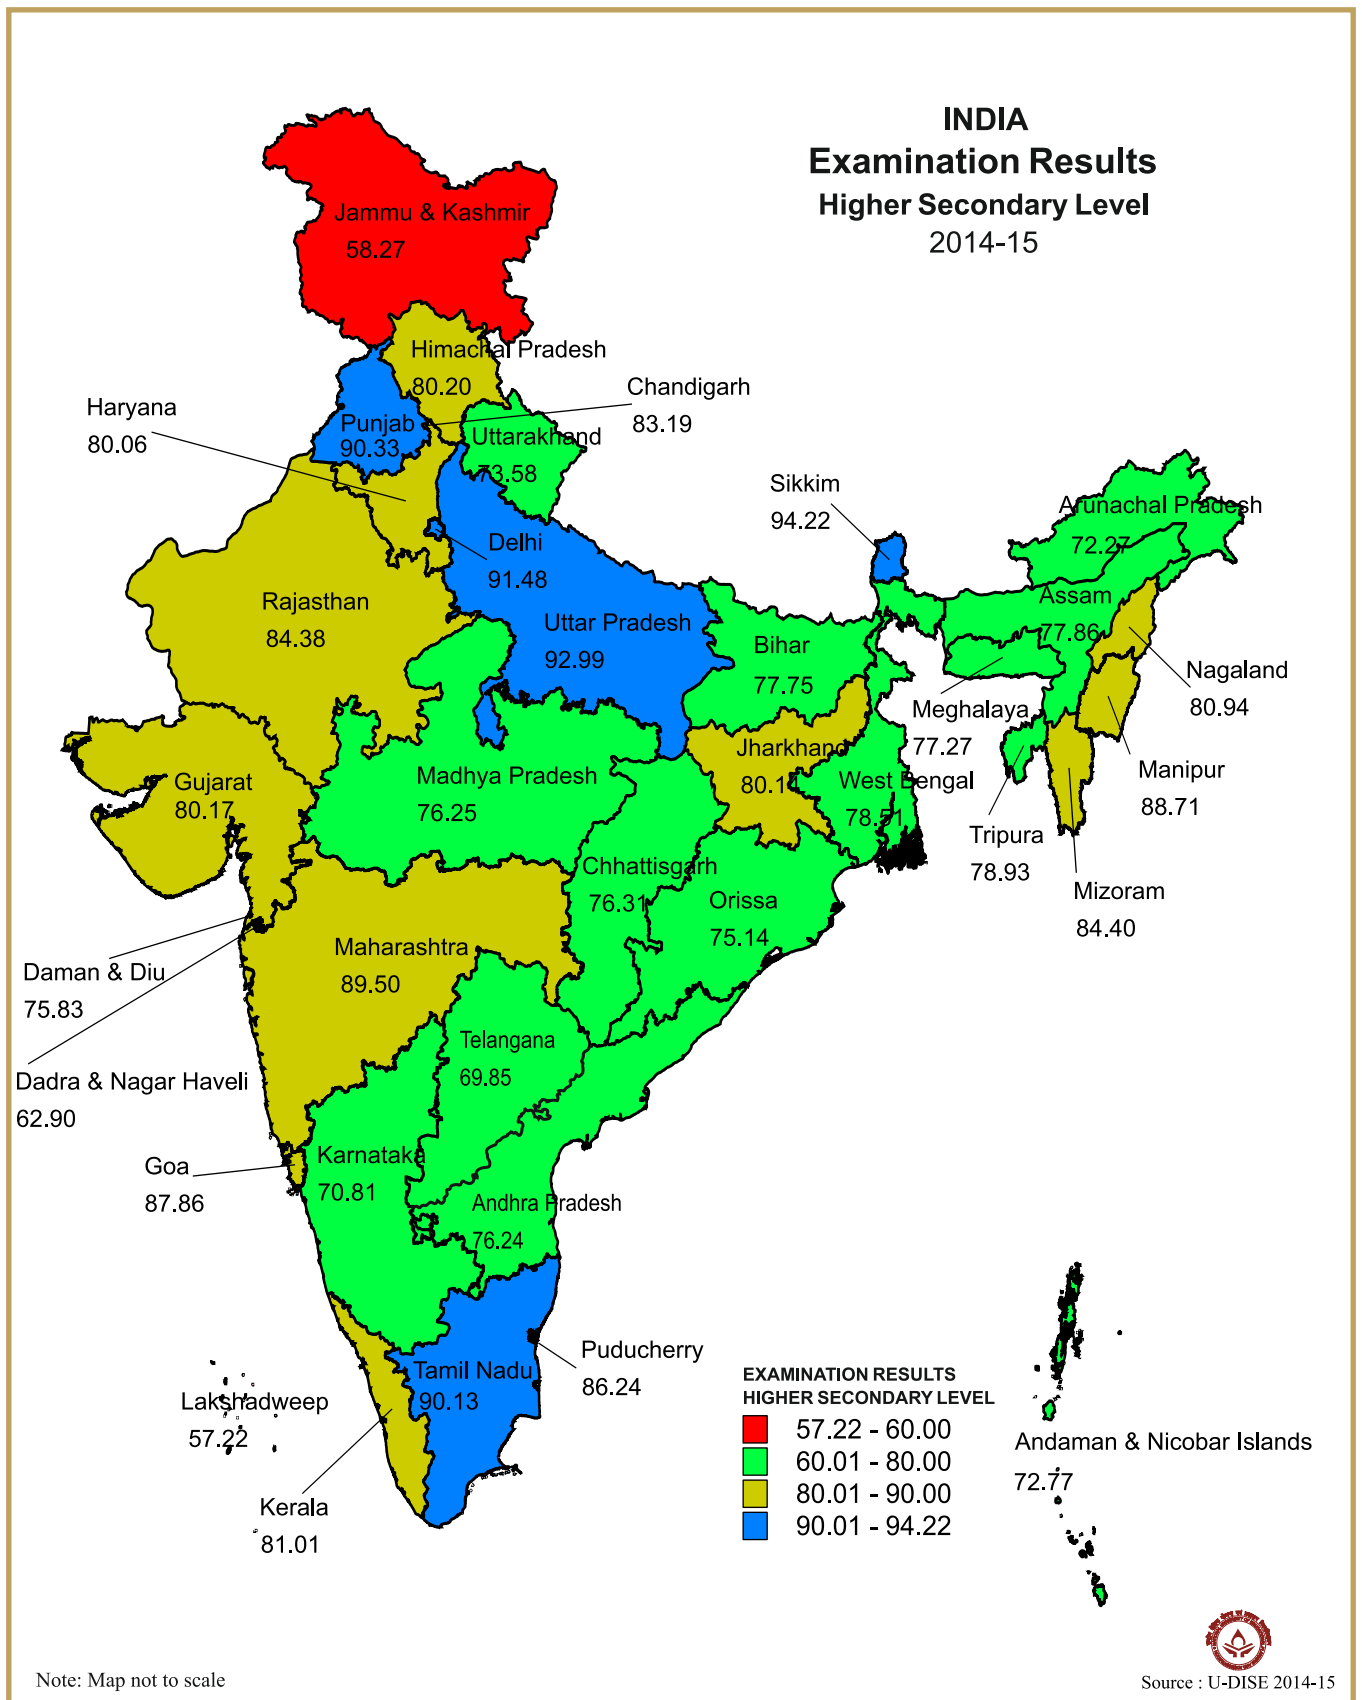 INDIA
Examination Results
Higher Secondary Level
2014-15
Jammu & Kashmir
58.27
Himachal Pradesh
80.20
Chandigarh
83.19
Haryana
80.06
Punjab
90.33
Uttarakhand
73.58
Sikkim
94.22
Arunachal Pradesh
72.27
Delhi
91.48
Rajasthan
84.38
Uttar Pradesh
92.99
Assam
77.86
Bihar
77.75
Nagaland
80.94
Meghalaya
77.27
Jharkhand
West Bengal
78.51
Manipur
88.71
Gujarat
80.17
Madhya Pradesh
76.25
Tripura
78.93
Mizoram
84.40
Chhattisgarh
76.31
Orissa
75.14
Maharashtra
89.50
Daman & Diu
75.83
Telangana
69.85
Dadra & Nagar Haveli
62.90
Goa
87.86
Karnataka
70.81
Andhra Pradesh
76.24
Puducherry
86.24
Tamil Nadu
90.13
Lakshadweep
57.22
Kerala
81.01
EXAMINATION RESULTS
HIGHER SECONDARY LEVEL
57.22 - 60.00
60.01 - 80.00
80.01 - 90.00
90.01 - 94.22
Andaman & Nicobar Islands
72.77
Note: Map not to scale
Source : U-DISE 2014-15